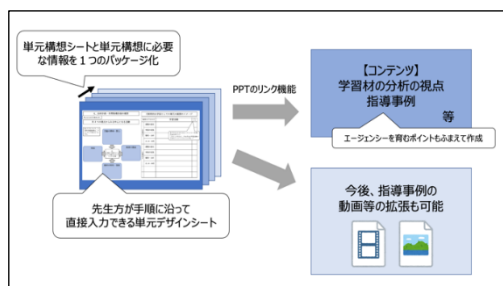 単元構想シートと単元構想に必要
な情報を１つのパッケージ化
PPTのリンク機能
【コンテンツ】
学習材の分析の視点
指導事例
等
エージェンシーを育むポイントもふまえて作成
先生方が手順に沿って
直接入力できる単元デザインシート
今後、指導事例の
動画等の拡張も可能